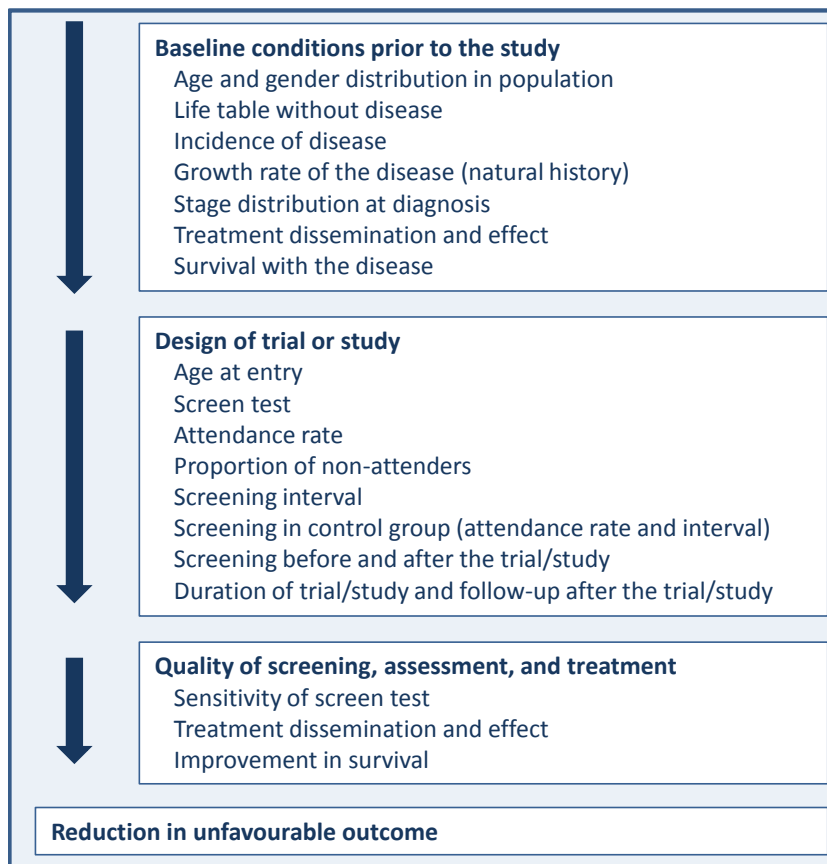 Baseline conditions prior to the study
Age and gender distribution in population
Life table without disease
Incidence of disease
Growth rate of the disease (natural history)
Stage distribution at diagnosis
Treatment dissemination and effect
Survival with the disease
Design of trial or study
Age at entry
Screen test
Attendance rate
Proportion of non-attenders
Screening interval
Screening in control group (attendance rate and interval)
Screening before and after the trial/study
Duration of trial/study and follow-up after the trial/study
Quality of screening, assessment, and treatment
Sensitivity of screen test
Treatment dissemination and effect
Improvement in survival
Reduction in unfavourable outcome